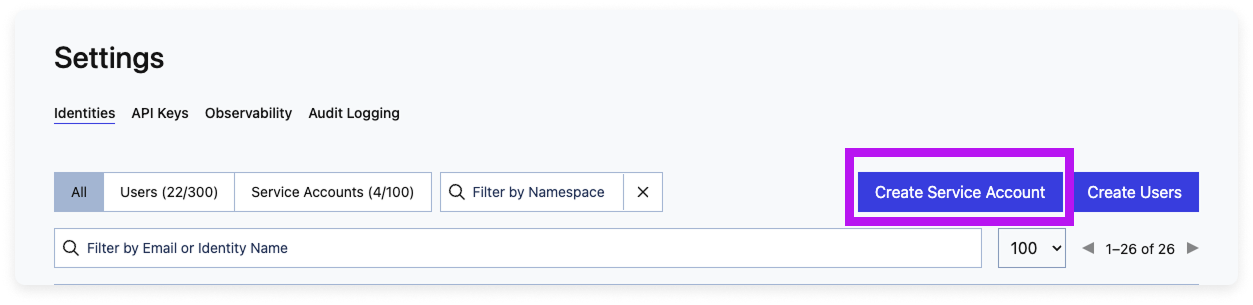 Settings
Identities API Keys Observability Audit Logging
All Users (22/300) Service Accounts (4/100) Filter by Namespace Create Service Account Create Users
Filter by Email or Identity Name 100 1–26 of 26